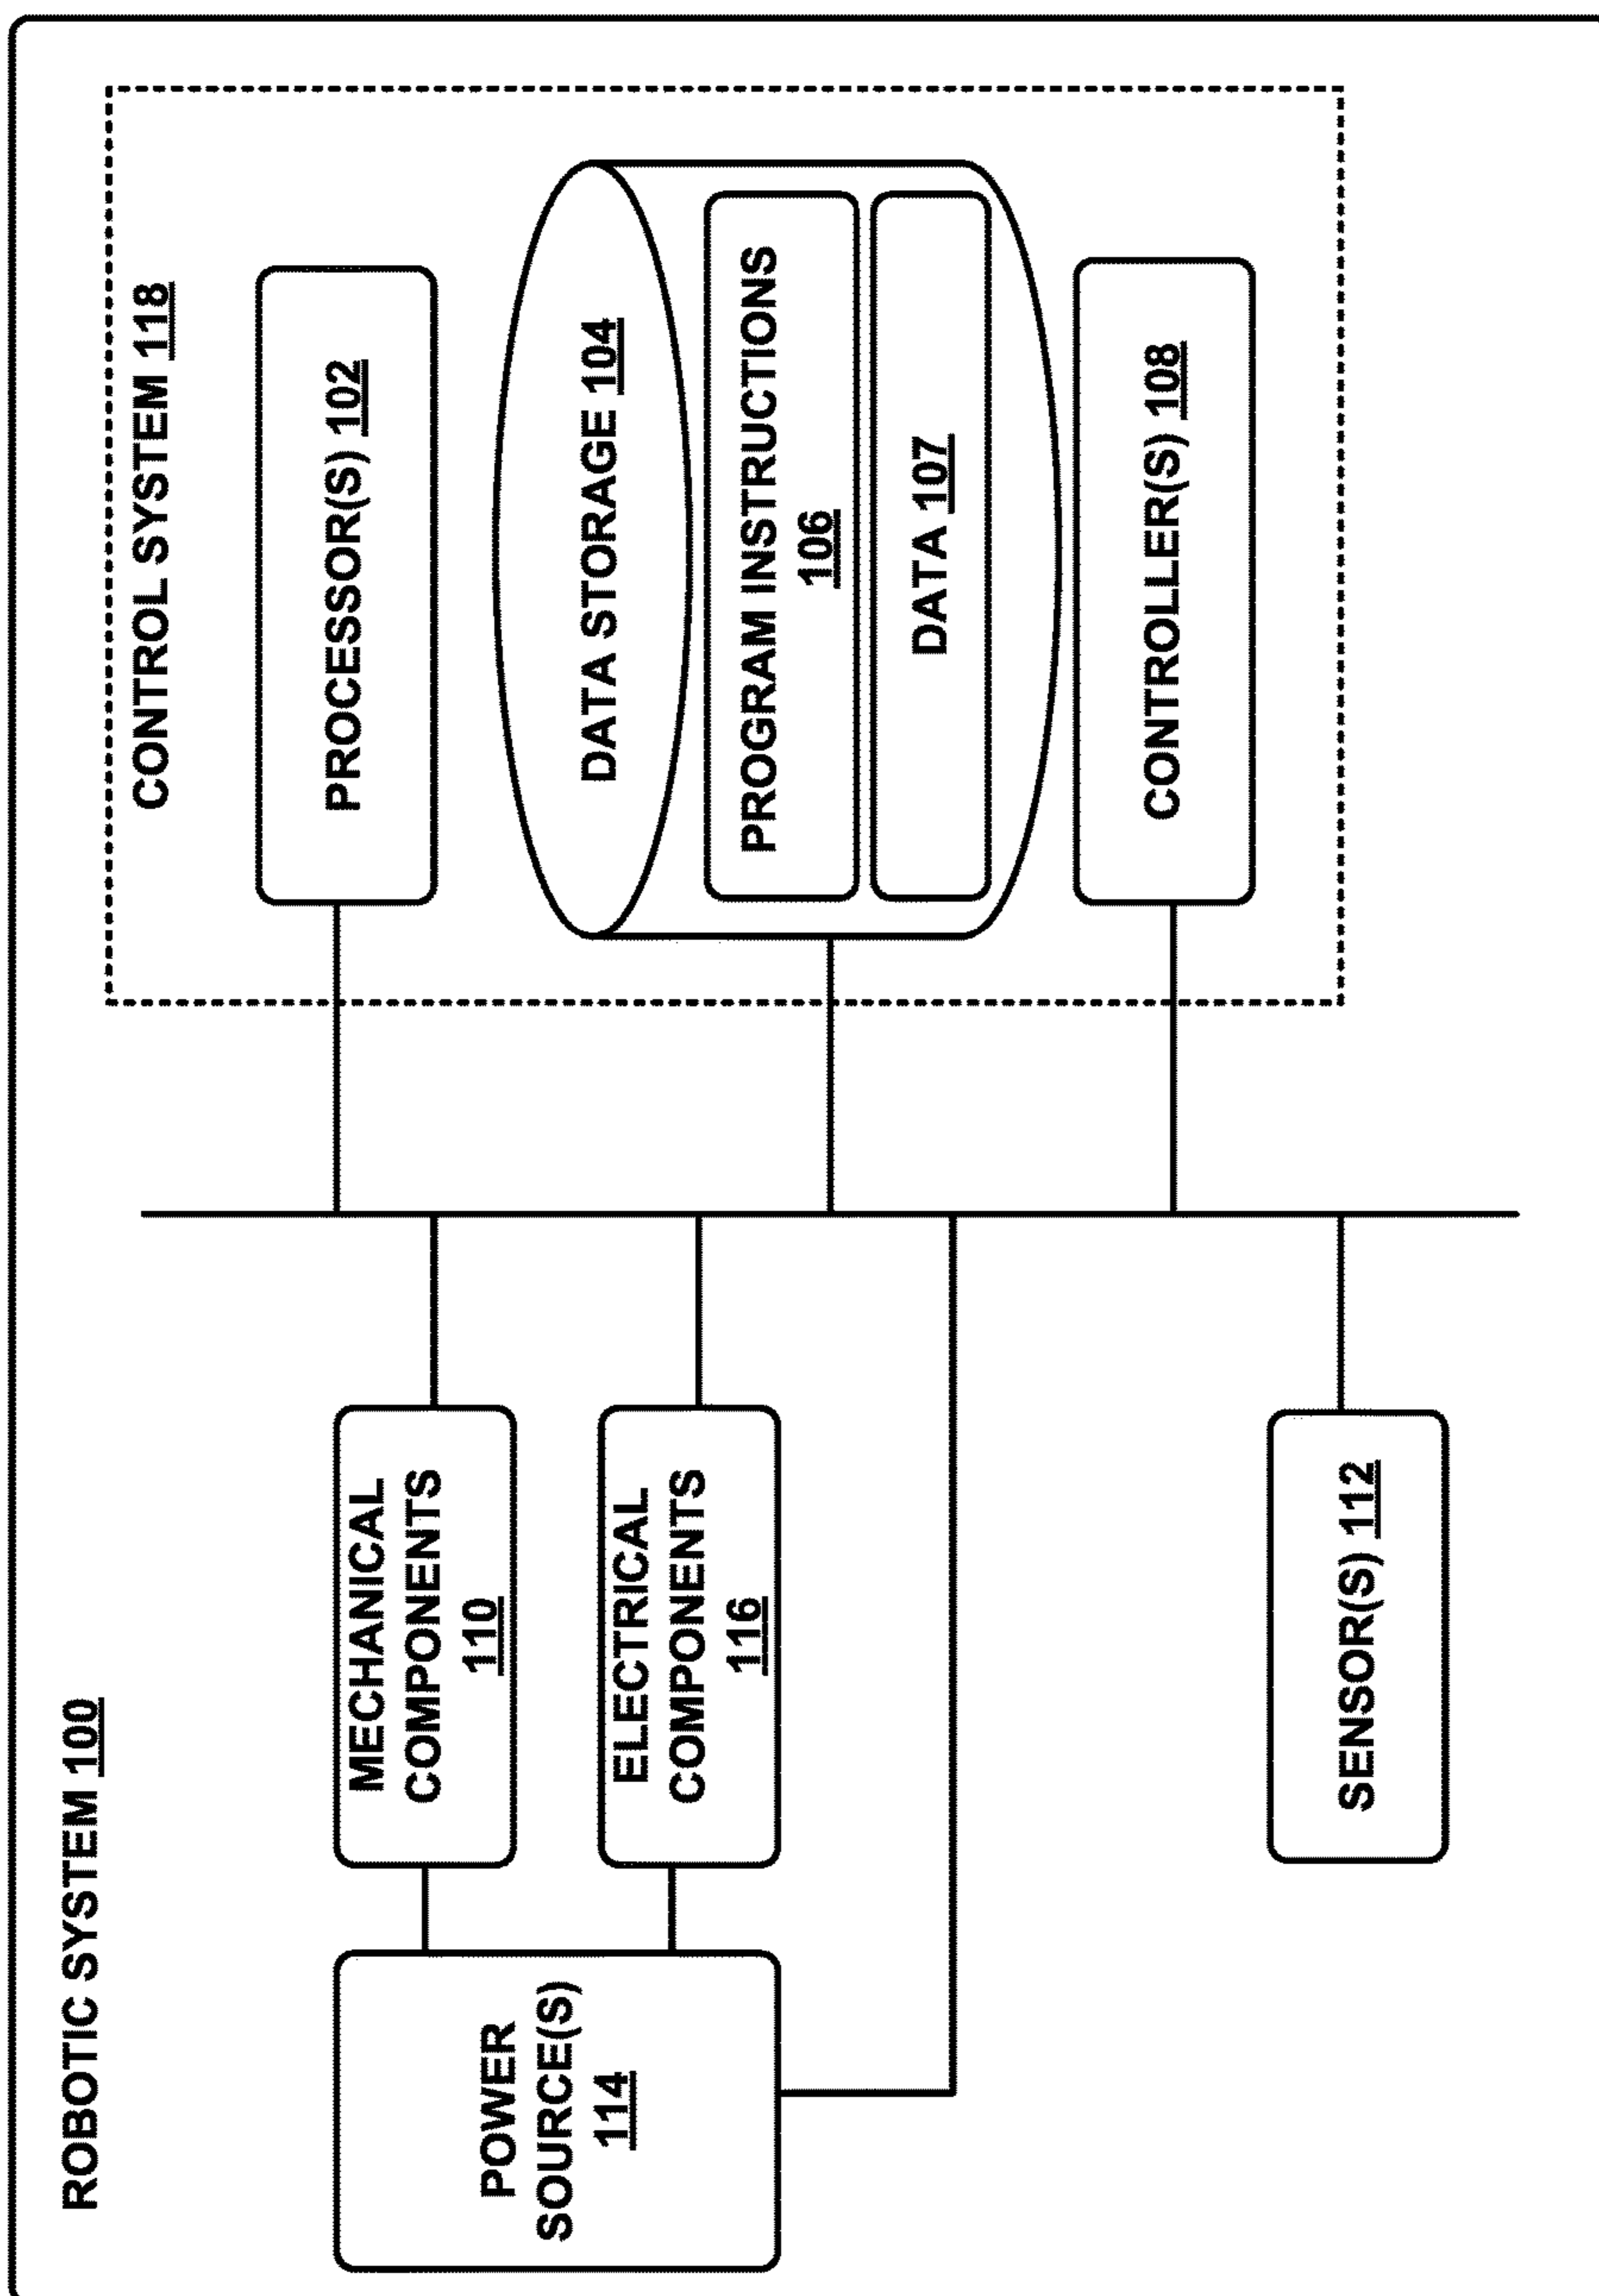 ROBOTIC SYSTEM 100
POWER
SOURCE(S)
114
MECHANICAL
COMPONENTS
110
ELECTRICAL
COMPONENTS
116
SENSOR(S) 112
CONTROL SYSTEM 118
PROCESSOR(S) 102
DATA STORAGE 104
PROGRAM INSTRUCTIONS
106
DATA 107
CONTROLLER(S) 108